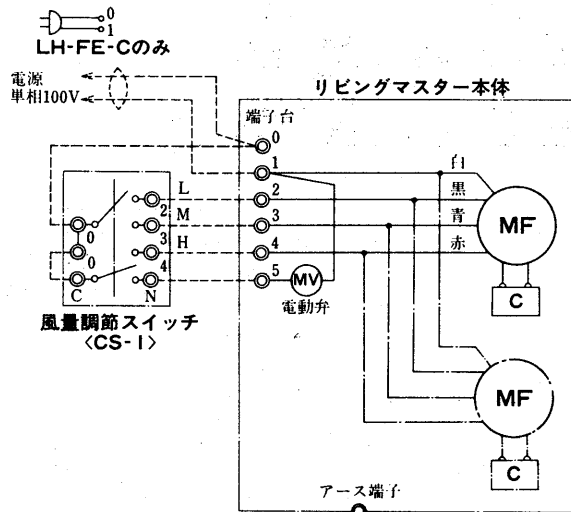 0
1
LH-FE-Cのみ
電源
単相100V
リビングマスター本体
端子台
0
1
2
3
4
5
白
黒
青
赤
L
M
H
2
3
4
0
0
C
N
風量調節スイッチ
〈CS-1〉
MV
電動弁
MF
C
MF
C
アース端子